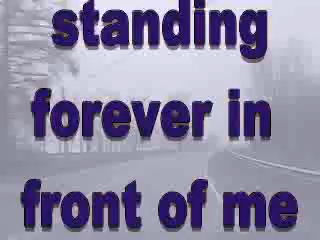 standing
forever in
front of me